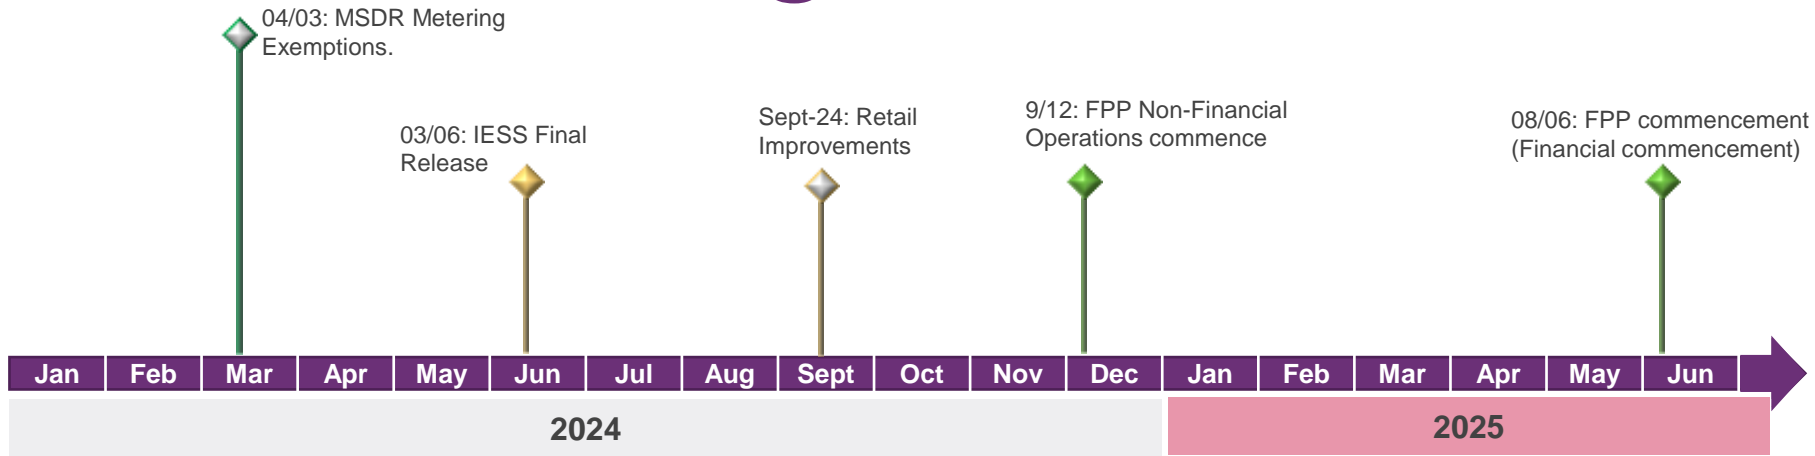 04/03: MSDR Metering
Exemptions.
03/06: IESS Final
Release
Sept-24: Retail
Improvements
9/12: FPP Non-Financial
Operations commence
08/06: FPP commencement
(Financial commencement)
Jan Feb Mar Apr May Jun Jul Aug Sept Oct Nov Dec Jan Feb Mar Apr May Jun
2024 2025